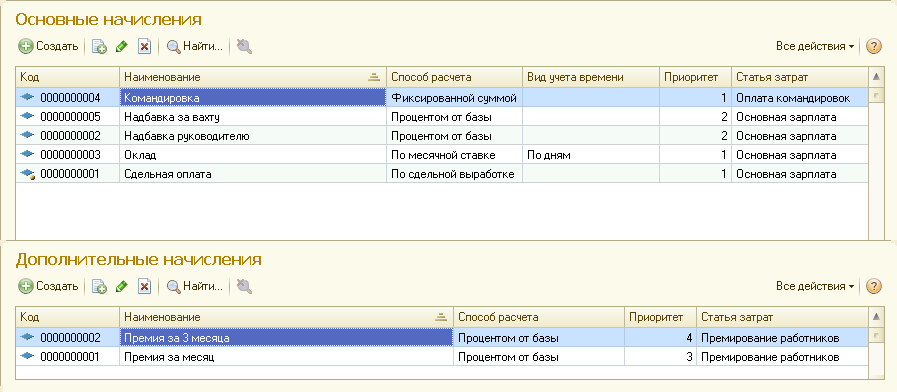 Основные начисления
Создать Найти... Все действия ?
Код Наименование Способ расчета Вид учета времени Приоритет Статья затрат
0000000004 Командировка Фиксированной суммой 1 Оплата командировок
0000000005 Надбавка за вахту Процентом от базы 2 Основная зарплата
0000000002 Надбавка руководителю Процентом от базы 2 Основная зарплата
0000000003 Оклад По месячной ставке По дням 1 Основная зарплата
0000000001 Сдельная оплата По сдельной выработке 1 Основная зарплата
Дополнительные начисления
Создать Найти... Все действия ?
Код Наименование Способ расчета Приоритет Статья затрат
0000000002 Премия за 3 месяца Процентом от базы 4 Премирование работников
0000000001 Премия за месяц Процентом от базы 3 Премирование работников